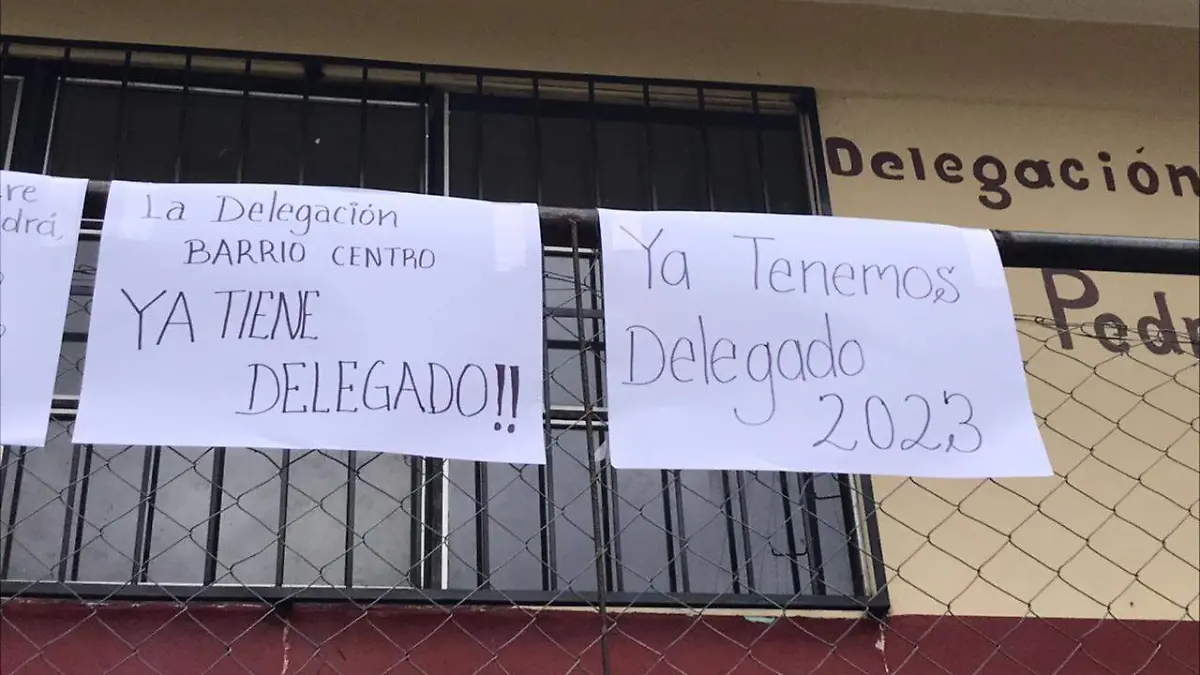 La Delegación
BARRIO CENTRO
YA TIENE
DELEGADO!!
Ya Tenemos
Delegado
2023
Delegación